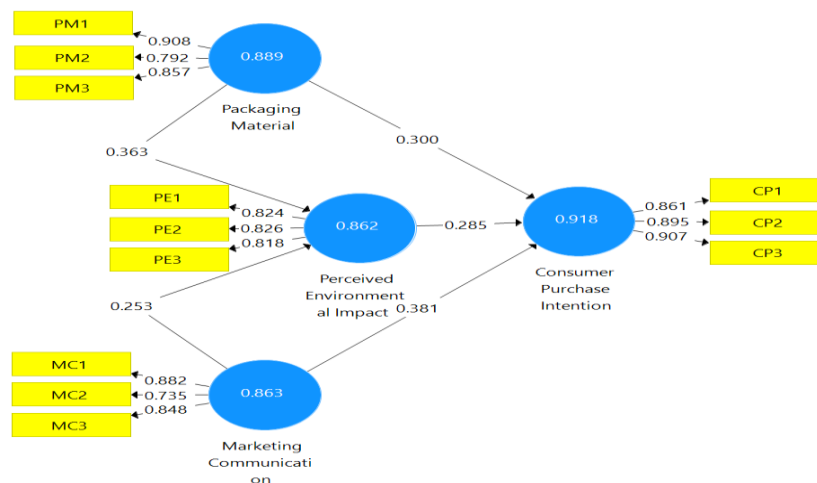 PM1
0.908
PM2
0.792
0.857
PM3
0.889
Packaging
Material
0.363
0.300
PE1
0.824
PE2
0.826
0.818
PE3
0.862
Perceived
Environment
al Impact
0.285
0.918
Consumer
Purchase
Intention
0.861
CP1
0.895
CP2
0.907
CP3
0.253
0.381
MC1
0.882
MC2
0.735
0.848
MC3
0.863
Marketing
Communicati
on